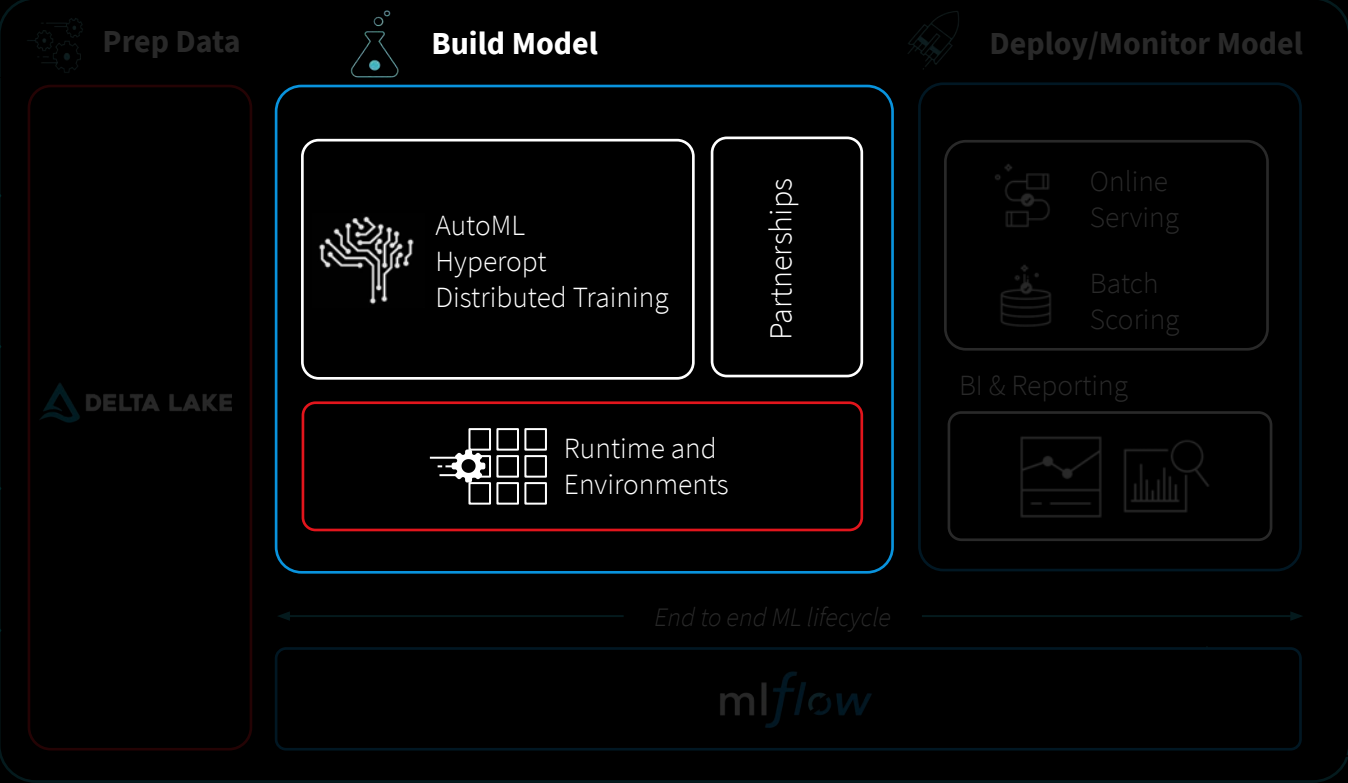 Prep Data
Build Model
Deploy/Monitor Model
DELTA LAKE
AutoML
Hyperopt
Distributed Training
Partnerships
Runtime and
Environments
Online
Serving
Batch
Scoring
BI & Reporting
End to end ML lifecycle
mlflow